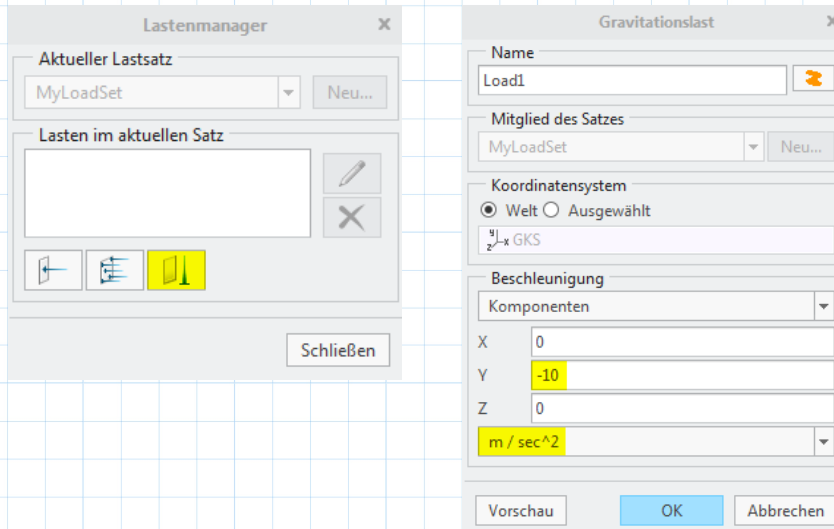 Lastenmanager
Aktueller Lastsatz
MyLoadSet
Neu...
Lasten im aktuellen Satz
Schließen
Gravitationslast
Name
Load1
Mitglied des Satzes
MyLoadSet
Neu...
Koordinatensystem
Welt
Ausgewählt
y
z x GKS
Beschleunigung
Komponenten
X 0
Y -10
Z 0
m / sec^2
Vorschau
OK
Abbrechen